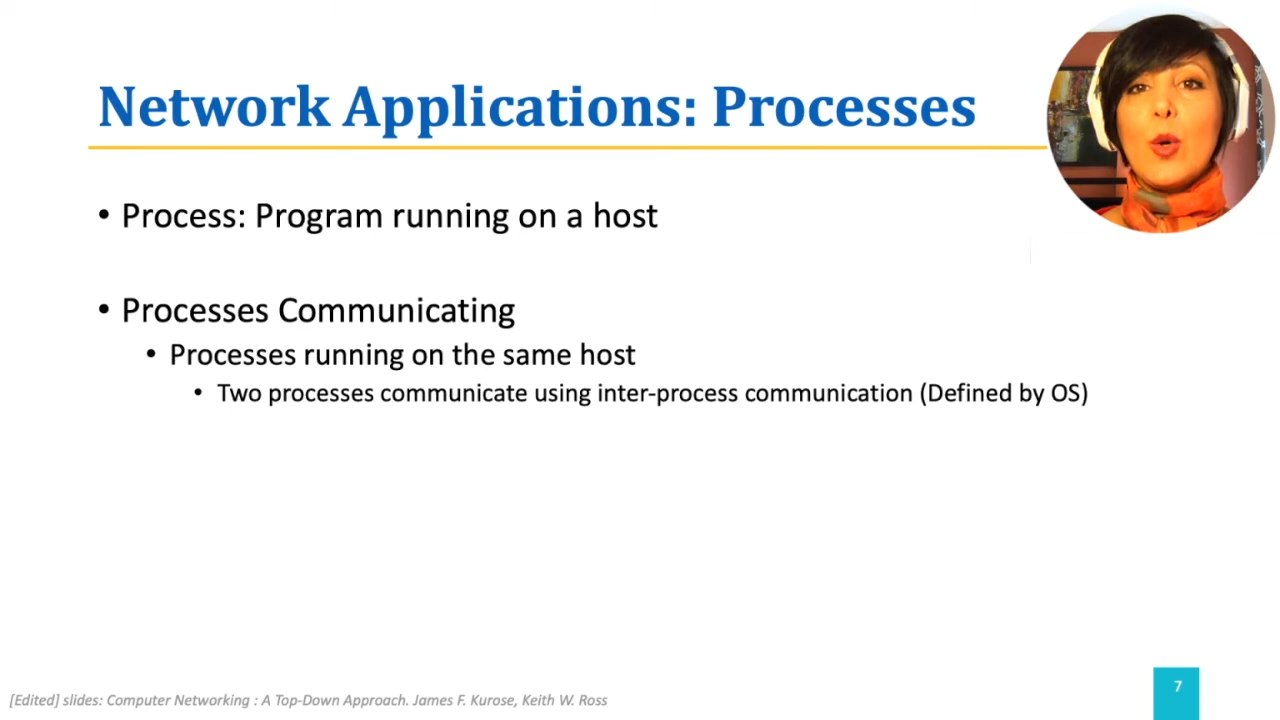 Network Applications: Processes
• Process: Program running on a host
• Processes Communicating
• Processes running on the same host
• Two processes communicate using inter-process communication (Defined by OS)
[Edited] slides: Computer Networking : A Top-Down Approach. James F. Kurose, Keith W. Ross
7